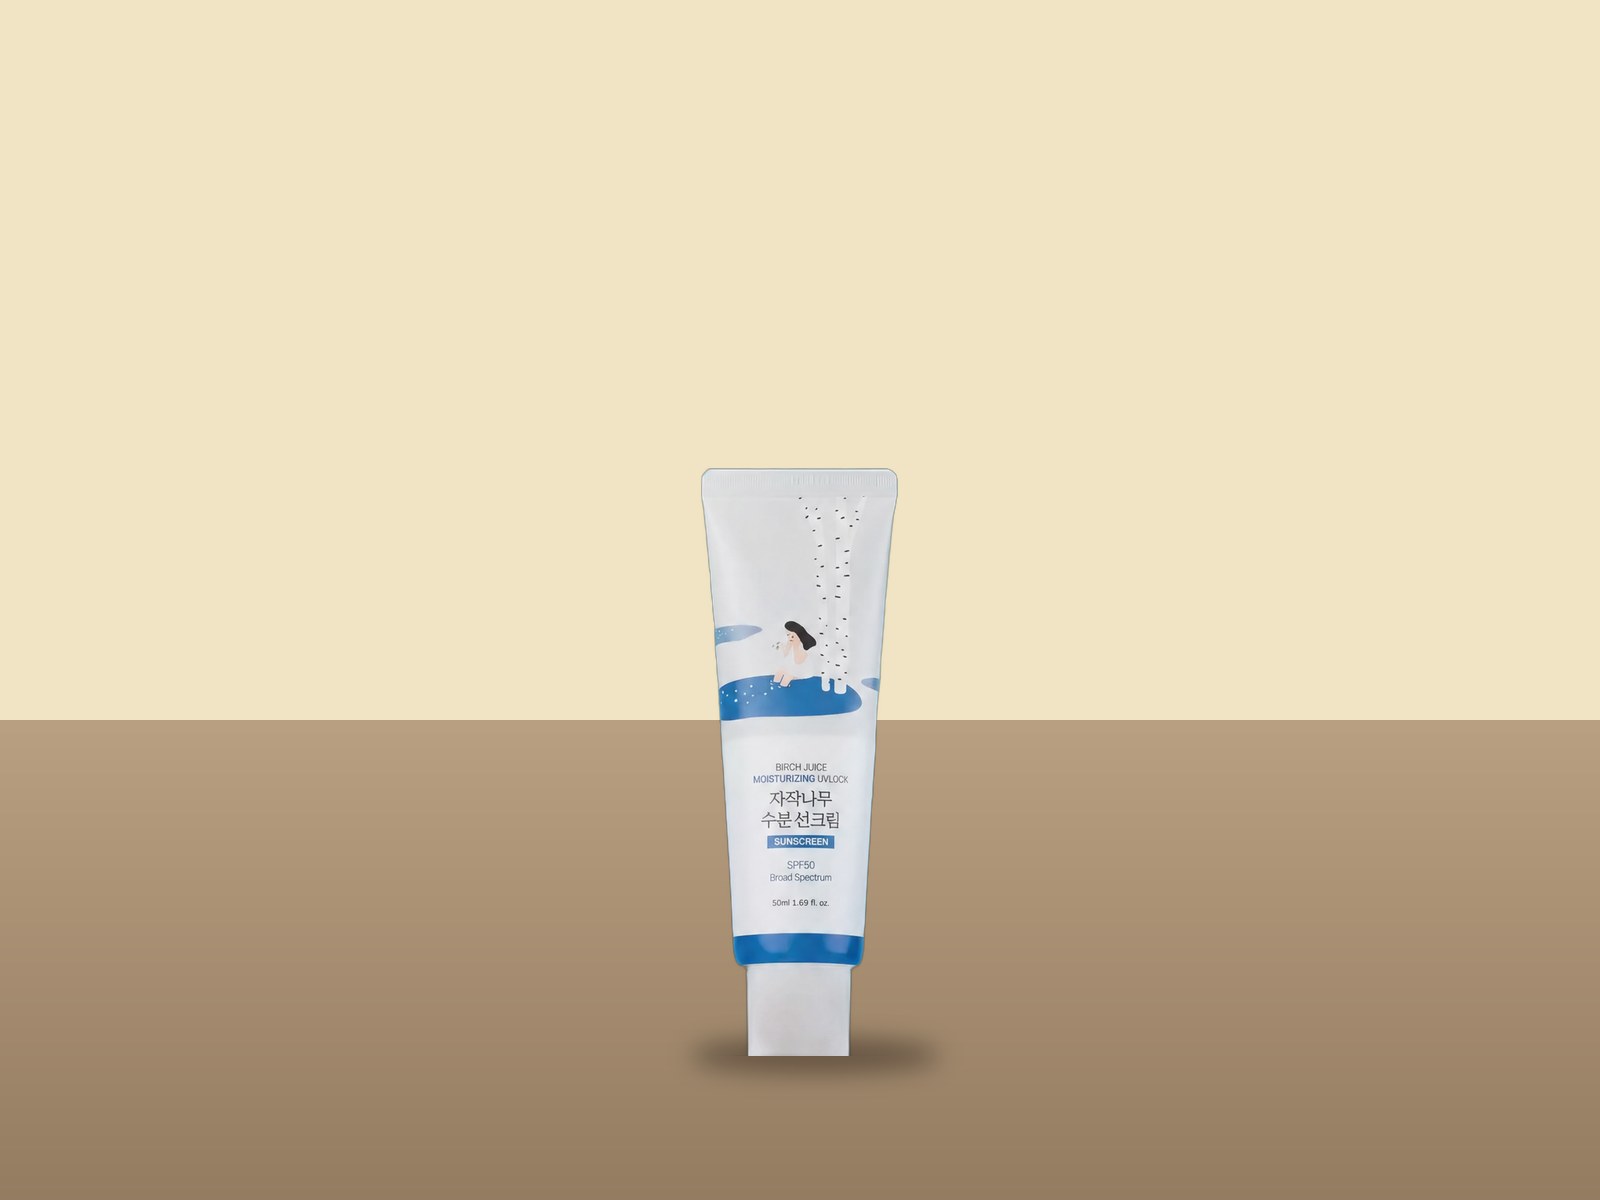 BIRCH JUICE
MOISTURIZING UVLOCK
자작나무
수분 선크림
SUNSCREEN
SPF50
Broad Spectrum
50ml 1.69 fl. oz.